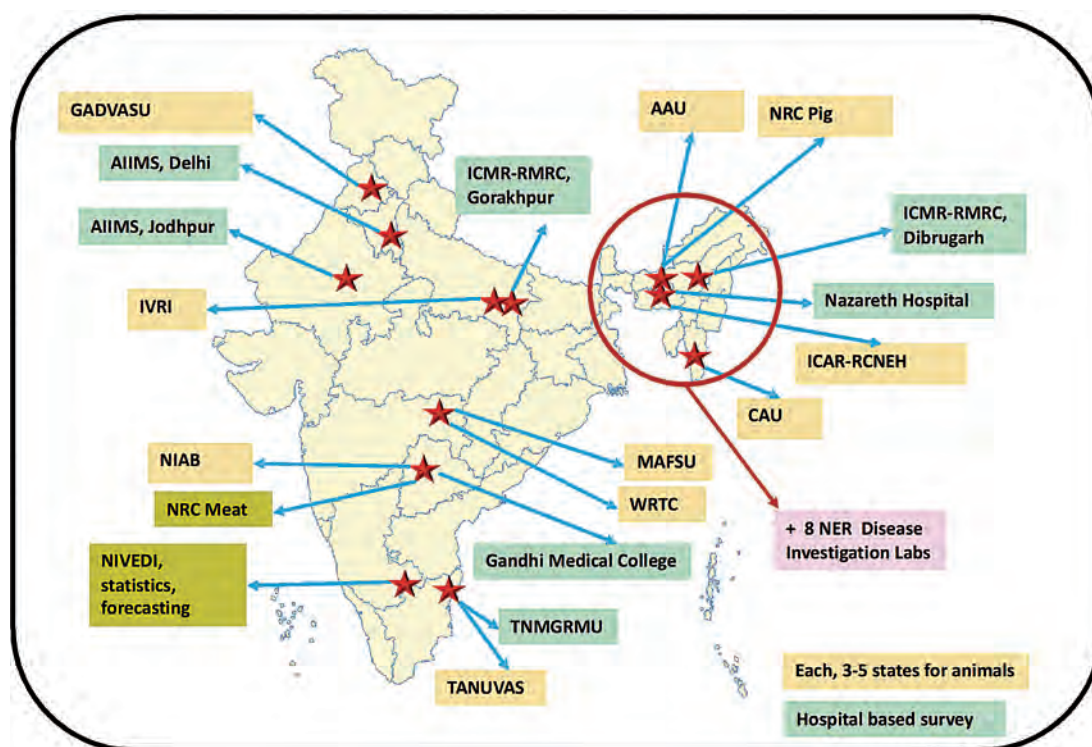 GADVASU
AAU
NRC Pig
AIIMS, Delhi
ICMR-RMRC,
Gorakhpur
ICMR-RMRC,
Dibrugarh
AIIMS, Jodhpur
IVRI
Nazareth Hospital
ICAR-RCNEH
CAU
NIAB
MAFSU
NRC Meat
WRTC
+ 8 NER Disease
Investigation Labs
Gandhi Medical College
NIVEDI,
statistics,
forecasting
TNMGRMU
TANUVAS
Each, 3-5 states for animals
Hospital based survey